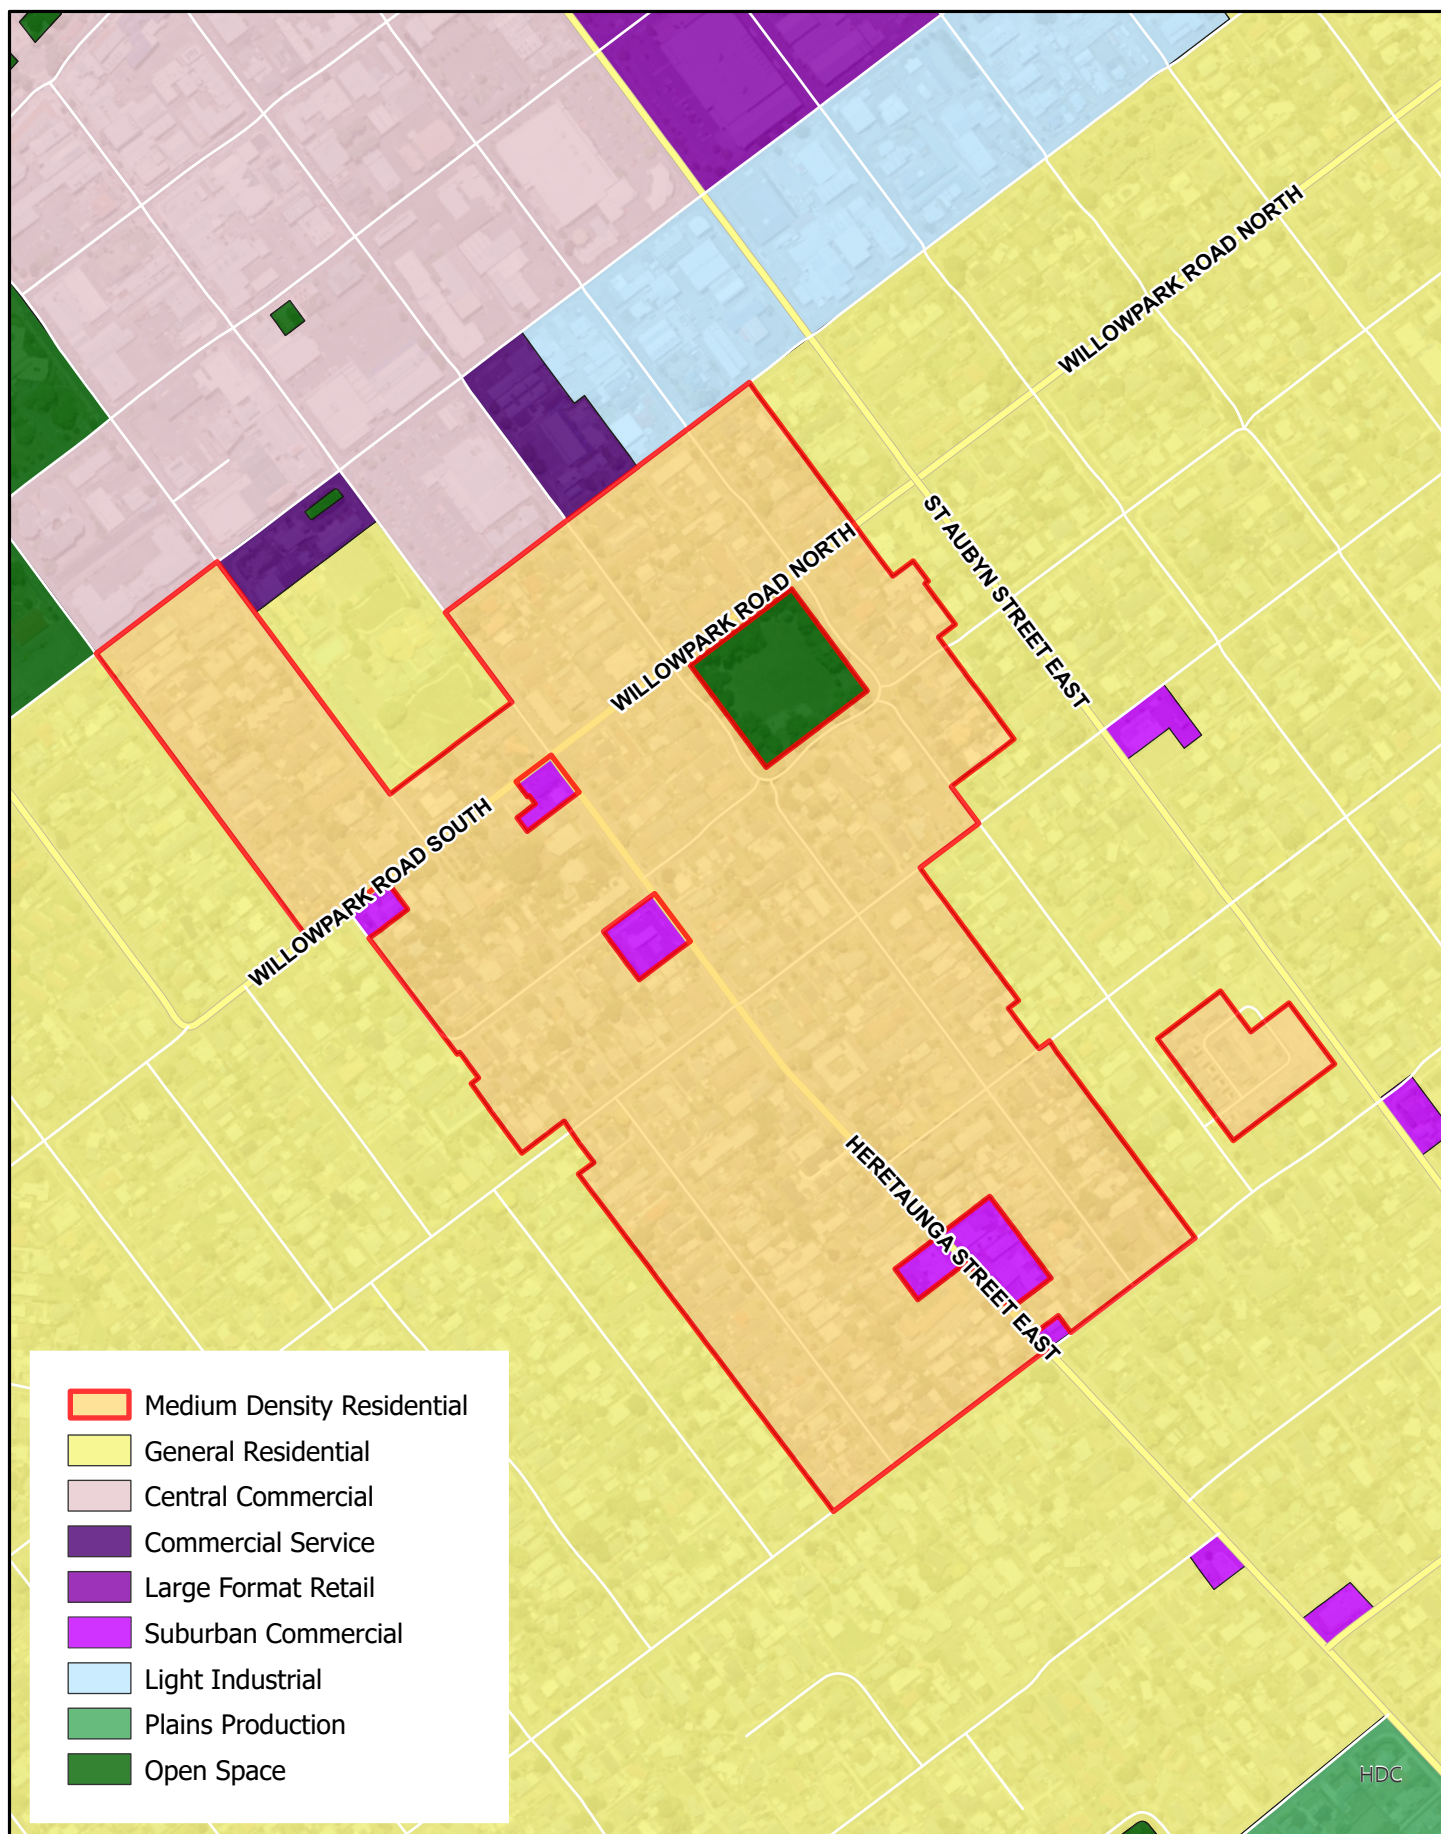 WILLOWPARK ROAD NORTH
WILLOWPARK ROAD NORTH
ST AUBYN STREET EAST
WILLOWPARK ROAD SOUTH
HERETAUNGA STREET EAST
Medium Density Residential
General Residential
Central Commercial
Commercial Service
Large Format Retail
Suburban Commercial
Light Industrial
Plains Production
Open Space
HDC